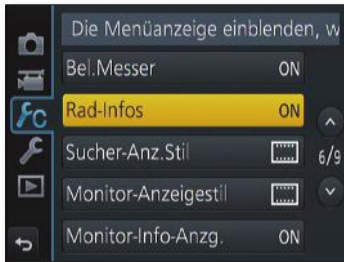 Die Menüanzeige einblenden, w
Bel.Messer ON
Rad-Infos ON
Sucher-Anz.Stil
6/9
Monitor-Anzeigestil
Monitor-Info-Anzg. ON
C